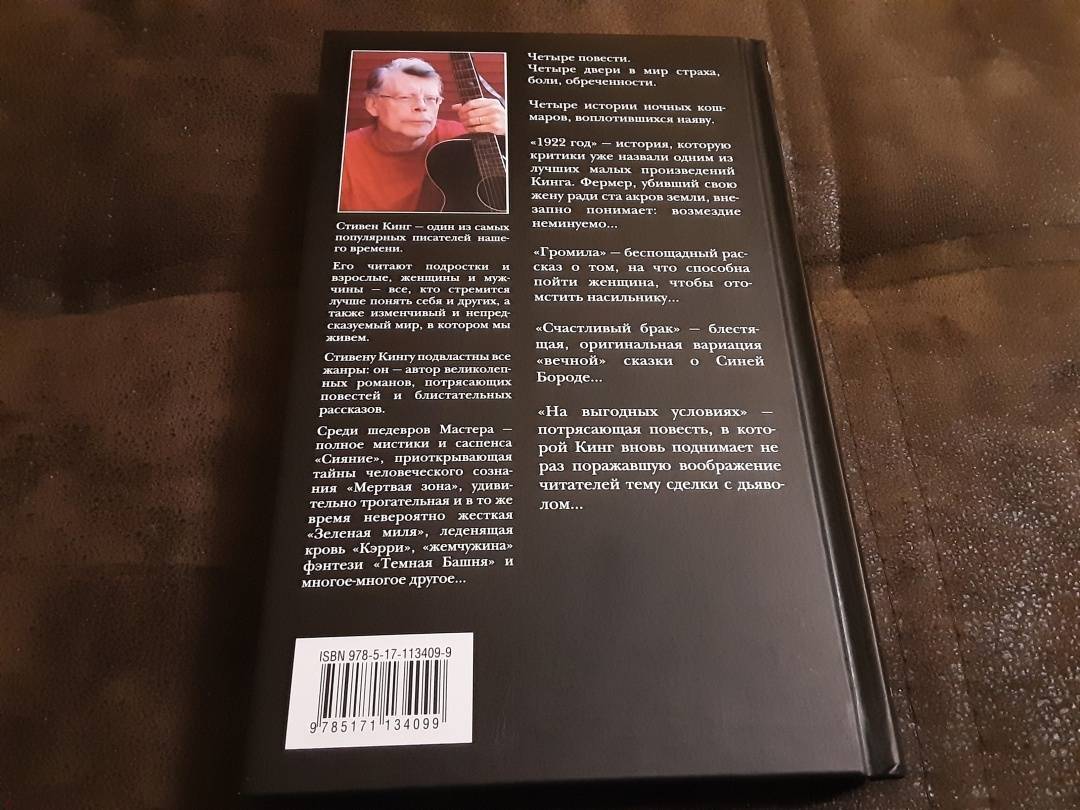 Стивен Кинг — один из самых
популярных писателей наше-
го времени.
Его читают подростки и
взрослые, женщины и муж-
чины — все, кто стремится
лучше понять себя и других, а
также изменчивый и непред-
сказуемый мир, в котором мы
живем.
Стивену Кингу подвластны все
жанры: он — автор великолеп-
ных романов, потрясающих
повестей и блистательных
рассказов.
Среди шедевров Мастера —
полное мистики и саспенса
«Сияние», приоткрывающая
тайны человеческого созна-
ния «Мертвая зона», удиви-
тельно трогательная и в то же
время невероятно жесткая
«Зеленая миля», леденящая
кровь «Кэрри», «жемчужина»
фэнтези «Темная Башня» и
многое-многое другое...
Четыре повести.
Четыре двери в мир страха,
боли, обреченности.
Четыре истории ночных кош-
маров, воплотившихся наяву.
«1922 год» — история, которую
критики уже назвали одним из
лучших малых произведений
Кинга. Фермер, убивший свою
жену ради ста акров земли, вне-
запно понимает: возмездие
неминуемо...
«Громила» — беспощадный рас-
сказ о том, на что способна
пойти женщина, чтобы ото-
мстить насильнику...
«Счастливый брак» — блестя-
щая, оригинальная вариация
«вечной» сказки о Синей
Бороде...
«На выгодных условиях» —
потрясающая повесть, в кото-
рой Кинг вновь поднимает не
раз поражавшую воображение
читателей тему сделки с дьяво-
лом...
ISBN 978-5-17-113409-9
9 785171 134099